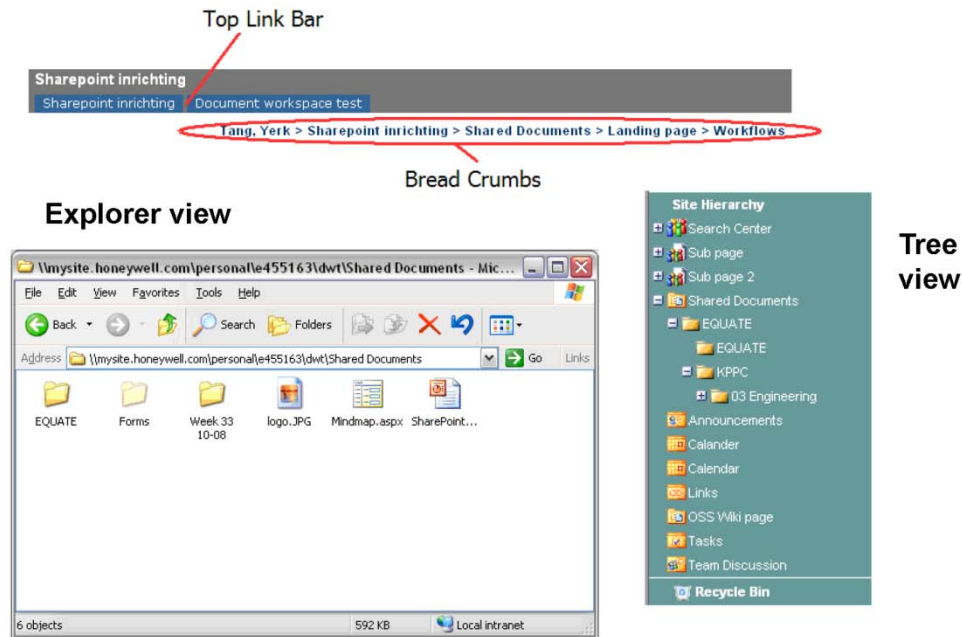 Top Link Bar
Sharepoint inrichting
Sharepoint inrichting Document workspace test
Tang, Yerk > Sharepoint inrichting > Shared Documents > Landing page > Workflows
Bread Crumbs
Explorer view
\\mysite.honeywell.com\personal\e455163\dwt\Shared Documents - Mic...
File Edit View Favorites Tools Help
Back Search Folders
Address \\mysite.honeywell.com\personal\e455163\dwt\Shared Documents Go Links
EQUATE Forms Week 33 logo.JPG Mindmap.aspx SharePoint...
10-08
6 objects 592 KB Local intranet
Site Hierarchy
Search Center
Sub page
Sub page 2
Shared Documents
EQUATE
EQUATE
KPPC
03 Engineering
Announcements
Calander
Calendar
Links
OSS Wiki page
Tasks
Team Discussion
Recycle Bin
Tree
view